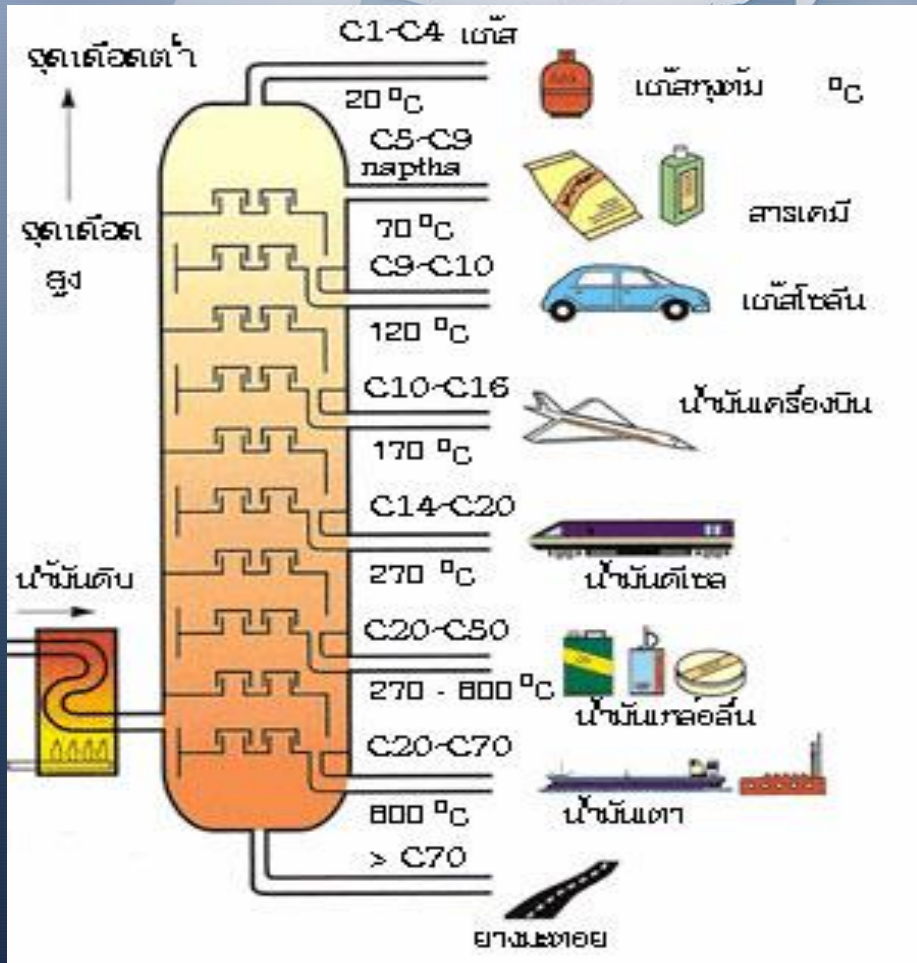 C1-C4 แก๊ส
จุดเดือดต่ำ
แก๊สหุงต้ม °C
20 °C
C5-C9
naptha
สารเคมี
จุดเดือด
สูง
70 °C
C9-C10
แก๊สโซลีน
120 °C
C10-C16
น้ำมันเครื่องบิน
170 °C
C14-C20
น้ำมันดิบ
270 °C
น้ำมันดีเซล
C20-C50
270 - 600 °C
น้ำมันหล่อลื่น
C20-C70
600 °C
น้ำมันเตา
> C70
ยางมะตอย